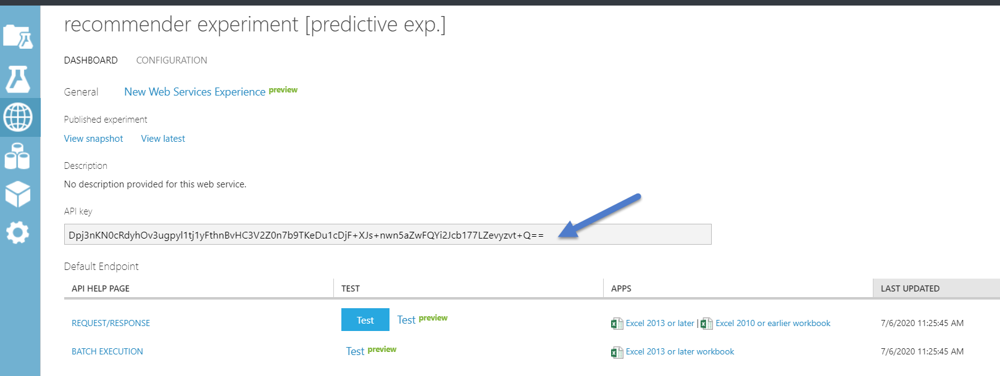 recommender experiment [predictive exp.]
DASHBOARD CONFIGURATION
General New Web Services Experience preview
Published experiment
View snapshot View latest
Description
No description provided for this web service.
API key
Dpj3nKN0cRdyhOv3ugpyl1tj1yFthnBvHC3V2Z0n7b9TKeDu1cDjF+XJs+nwn5aZwFQYi2Jcb177LZevyzvt+Q==
Default Endpoint
API HELP PAGE TEST APPS LAST UPDATED
REQUEST/RESPONSE Test Test preview Excel 2013 or later | Excel 2010 or earlier workbook 7/6/2020 11:25:45 AM
BATCH EXECUTION Test preview Excel 2013 or later workbook 7/6/2020 11:25:45 AM